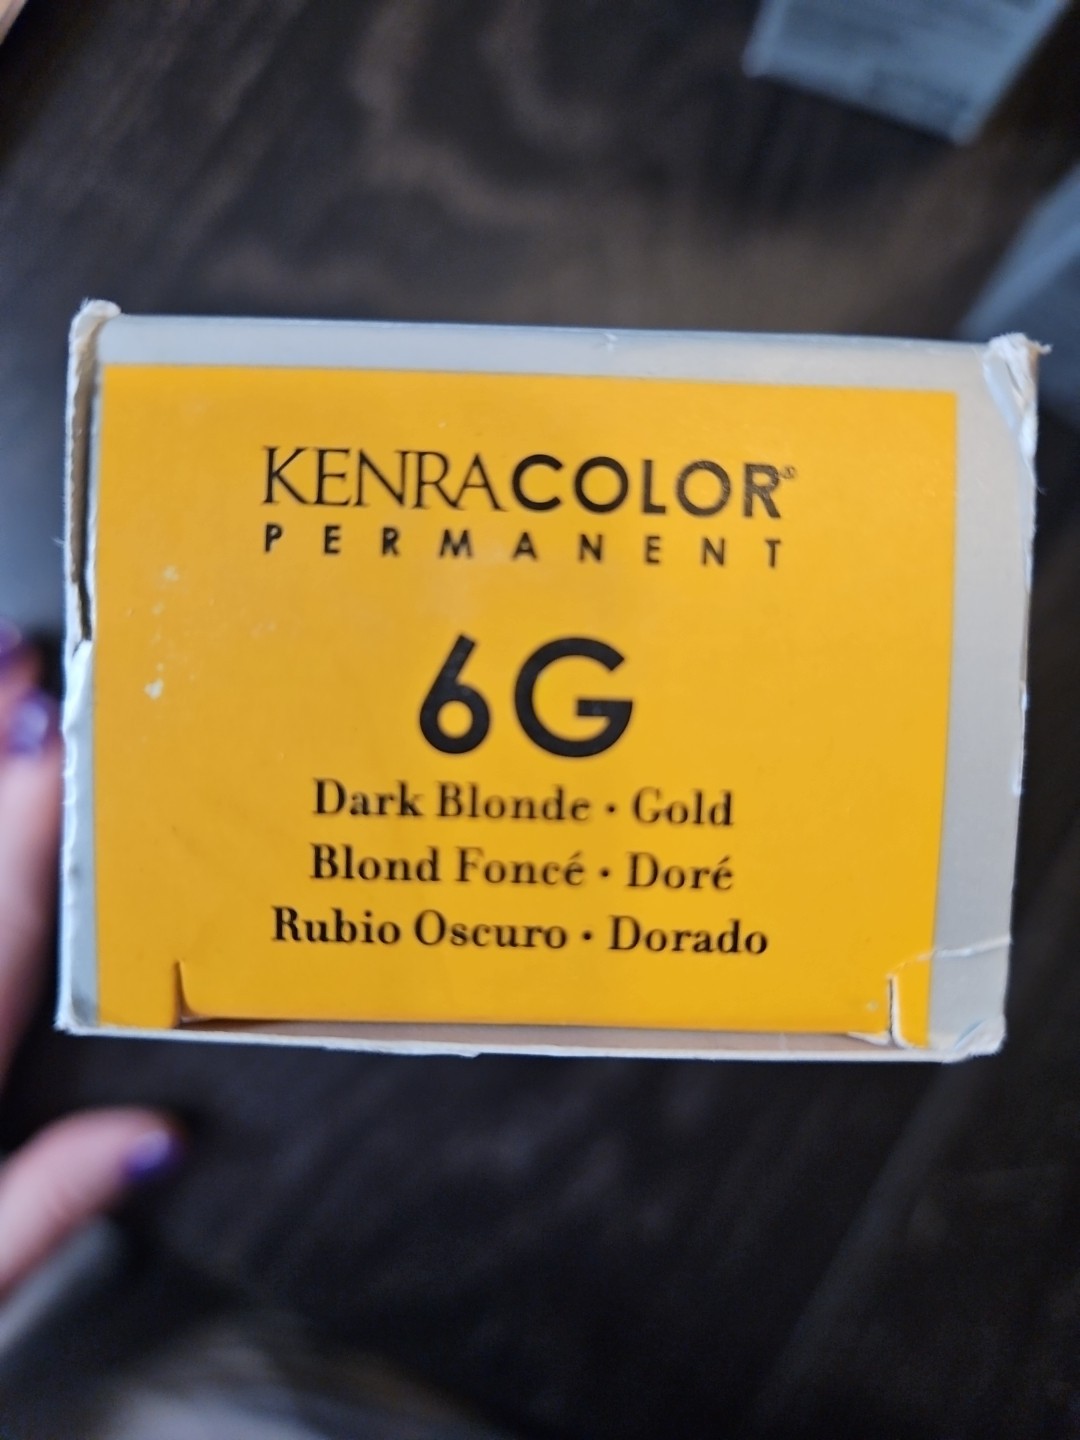 KENRACOLOR®
PERMANENT
6G
Dark Blonde • Gold
Blond Foncé • Doré
Rubio Oscuro • Dorado